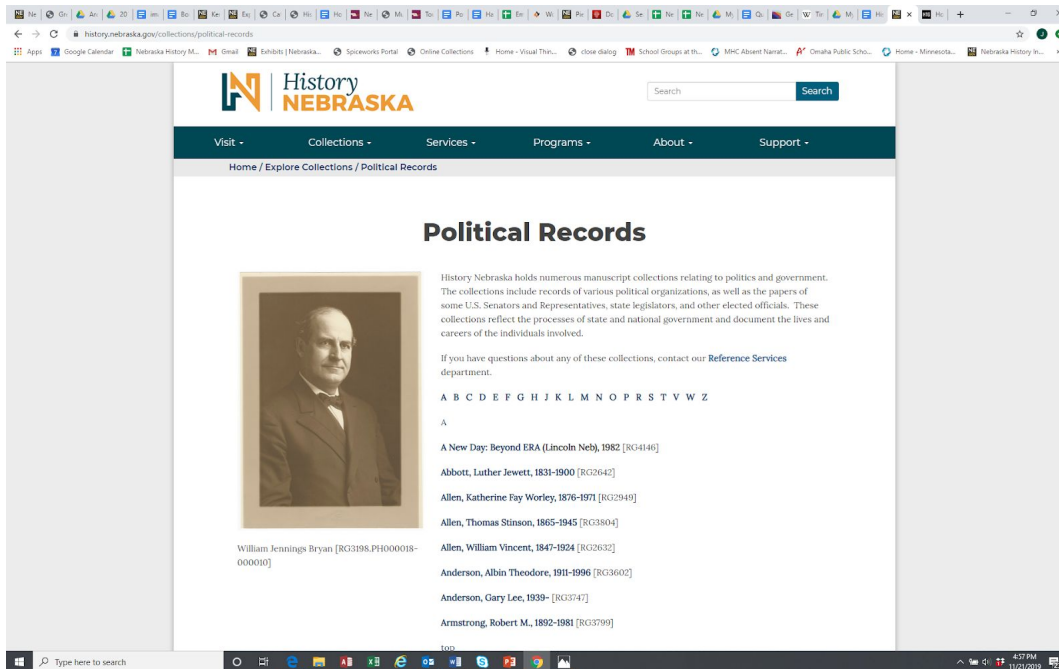 history.nebraska.gov/collections/political-records
Apps Google Calendar Nebraska History M... Gmail Exhibits | Nebraska... Spiceworks Portal Online Collections Home - Visual Thin... close dialog School Groups at th... MHC Absent Narrat... Omaha Public Scho... Home - Minnesota... Nebraska History In...
History
NEBRASKA
Search Search
Visit Collections Services Programs About Support
Home / Explore Collections / Political Records
Political Records
History Nebraska holds numerous manuscript collections relating to politics and government.
The collections include records of various political organizations, as well as the papers of
some U.S. Senators and Representatives, state legislators, and other elected officials. These
collections reflect the processes of state and national government and document the lives and
careers of the individuals involved.
If you have questions about any of these collections, contact our Reference Services
department.
A B C D E F G H J K L M N O P R S T V W Z
A
A New Day: Beyond ERA (Lincoln Neb), 1982 [RG4146]
Abbott, Luther Jewett, 1831-1900 [RG2642]
Allen, Katherine Fay Worley, 1876-1971 [RG2949]
Allen, Thomas Stinson, 1865-1945 [RG3804]
Allen, William Vincent, 1847-1924 [RG2632]
Anderson, Albin Theodore, 1911-1996 [RG3602]
Anderson, Gary Lee, 1939- [RG3747]
Armstrong, Robert M., 1892-1981 [RG3799]
top
William Jennings Bryan [RG3198.PH000018-
000010]
Type here to search
4:57 PM
11/21/2019